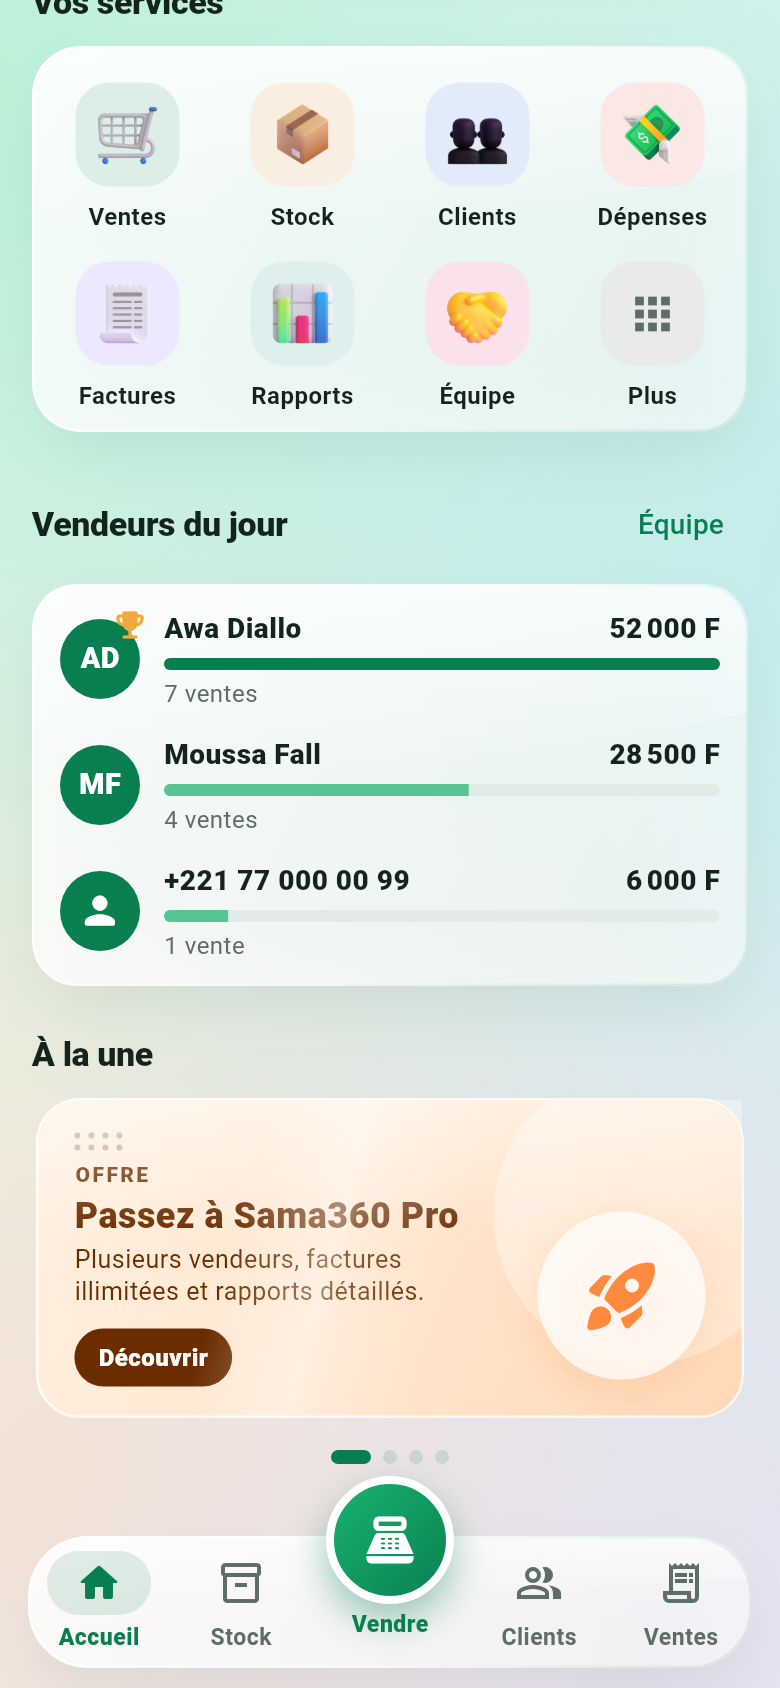 Vos services
Ventes
Stock
Clients
Dépenses
Factures
Rapports
Équipe
Plus
Vendeurs du jour
Équipe
AD
Awa Diallo
52 000 F
7 ventes
MF
Moussa Fall
28 500 F
4 ventes
+221 77 000 00 99
6 000 F
1 vente
À la une
OFFRE
Passez à Sama360 Pro
Plusieurs vendeurs, factures
illimitées et rapports détaillés.
Découvrir
Accueil
Stock
Vendre
Clients
Ventes